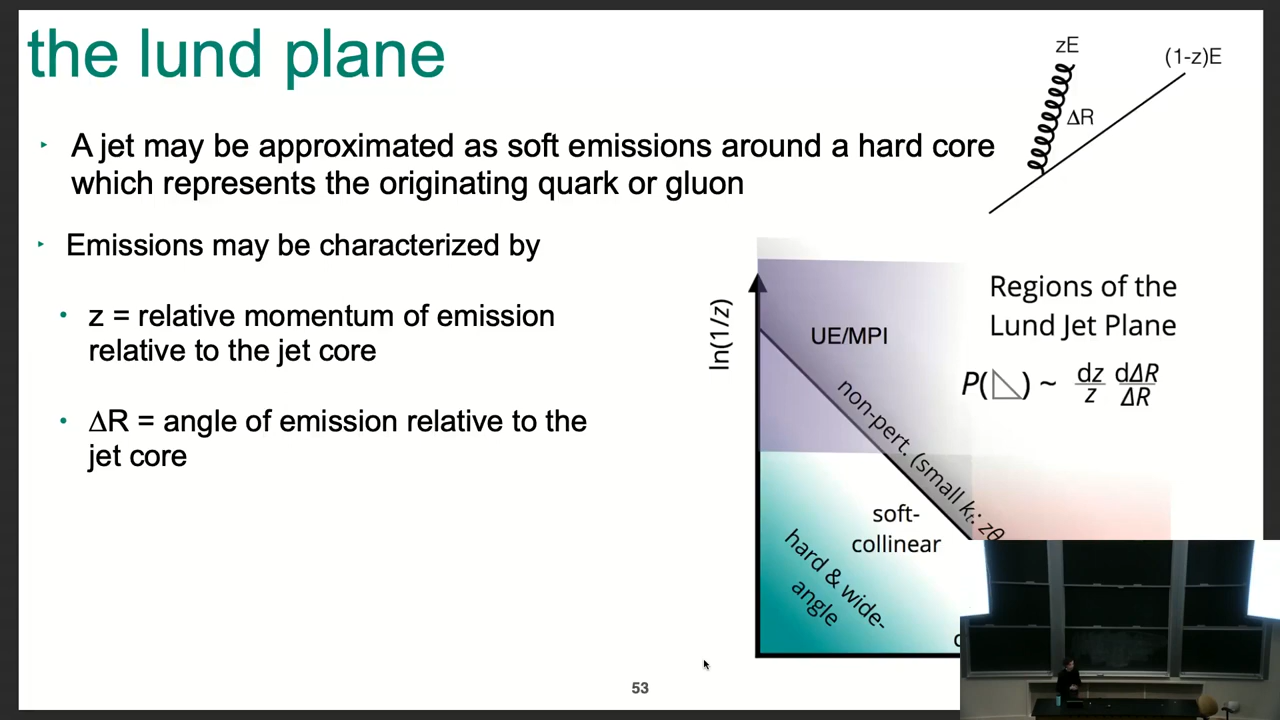 the lund plane
zE
(1-z)E
ΔR
‣ A jet may be approximated as soft emissions around a hard core
which represents the originating quark or gluon
‣ Emissions may be characterized by
• z = relative momentum of emission
relative to the jet core
• ΔR = angle of emission relative to the
jet core
ln(1/z)
UE/MPI
non-pert. (small kt: zθ
soft-
collinear
hard & wide-
angle
Regions of the
Lund Jet Plane
P(◺) ~ dz/z dΔR/ΔR
53